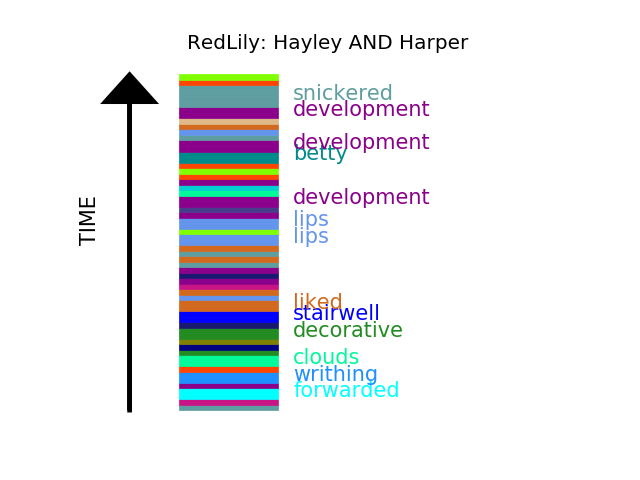 RedLily: Hayley AND Harper
snickered
development
development
betty
development
lips
lips
liked
stairwell
decorative
clouds
writhing
forwarded
TIME